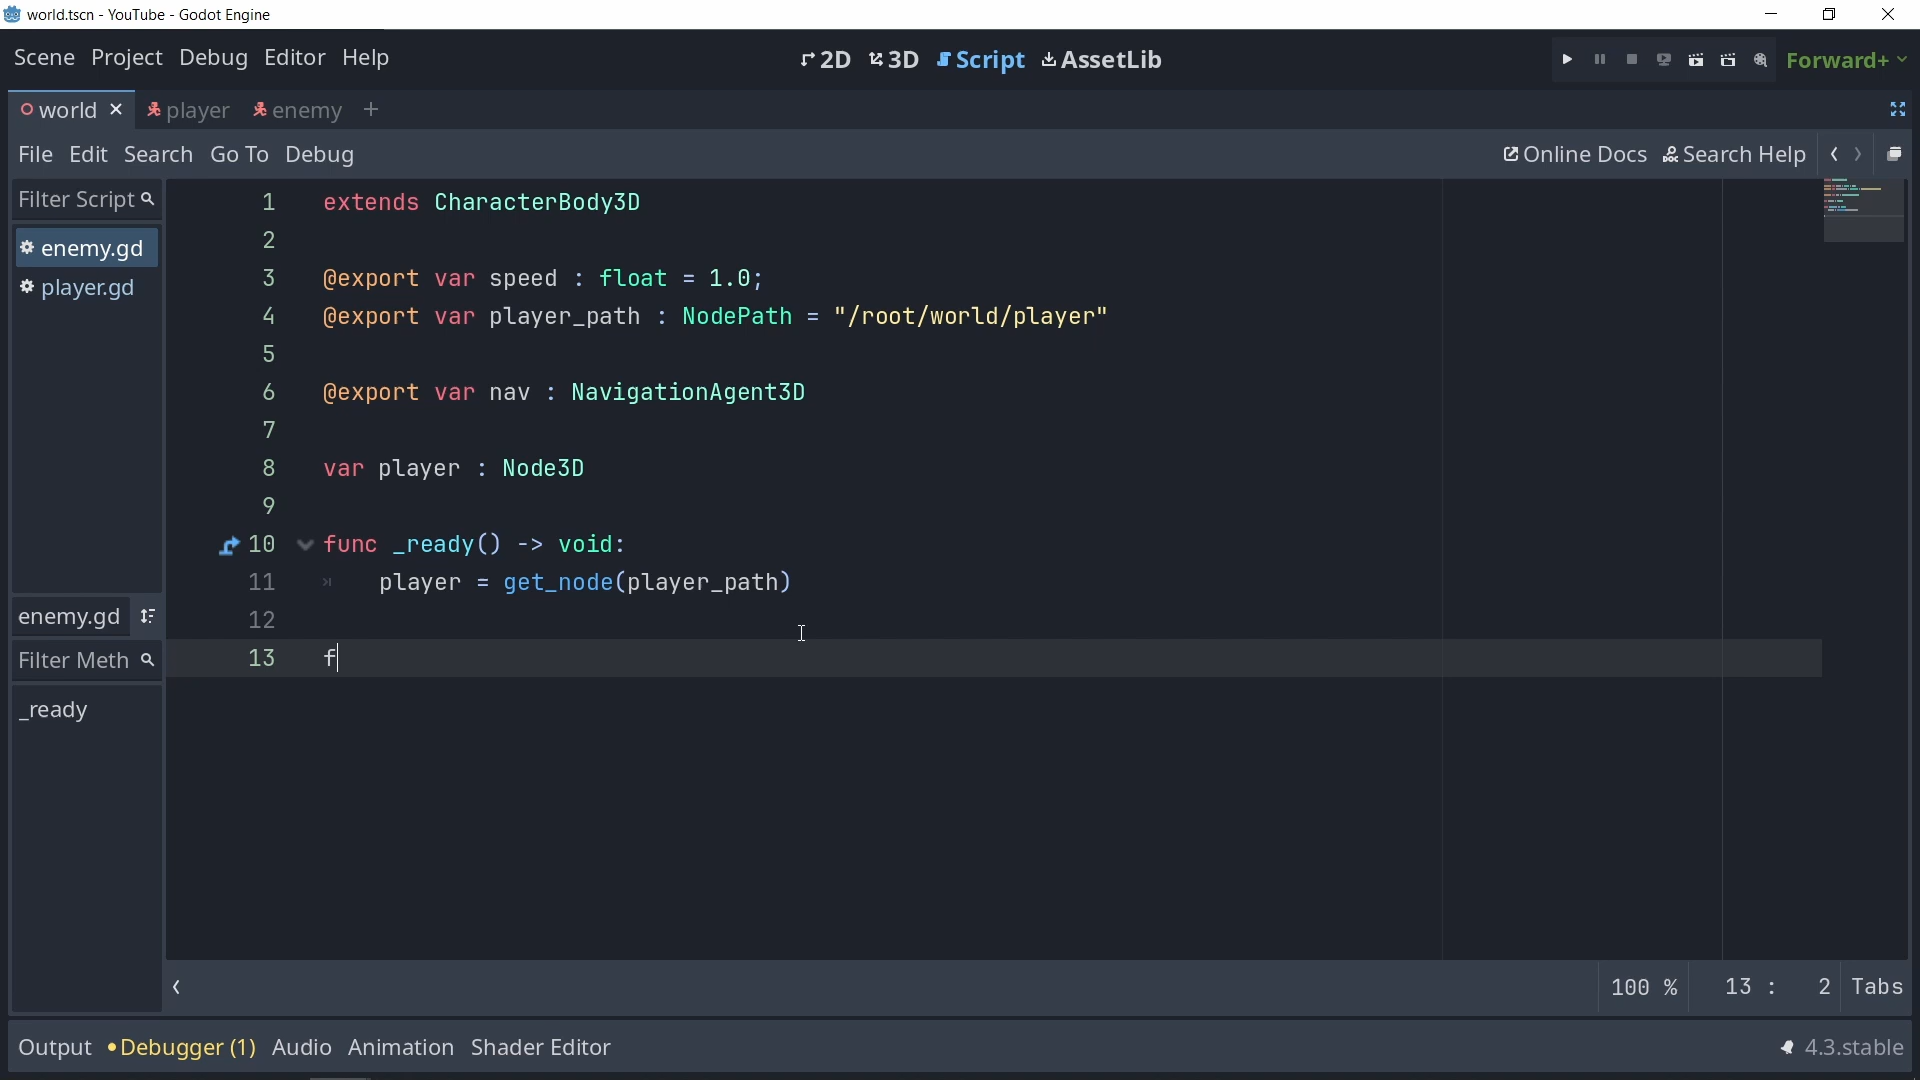 world.tscn - YouTube - Godot Engine
Scene Project Debug Editor Help 2D 3D Script AssetLib Forward+
world player enemy
File Edit Search Go To Debug Online Docs Search Help
Filter Script
enemy.gd
player.gd
enemy.gd
Filter Meth
_ready
1 extends CharacterBody3D
2
3 @export var speed : float = 1.0;
4 @export var player_path : NodePath = "/root/world/player"
5
6 @export var nav : NavigationAgent3D
7
8 var player : Node3D
9
10 func _ready() -> void:
11 player = get_node(player_path)
12
13 f
100 % 13 : 2 Tabs
Output Debugger (1) Audio Animation Shader Editor 4.3.stable